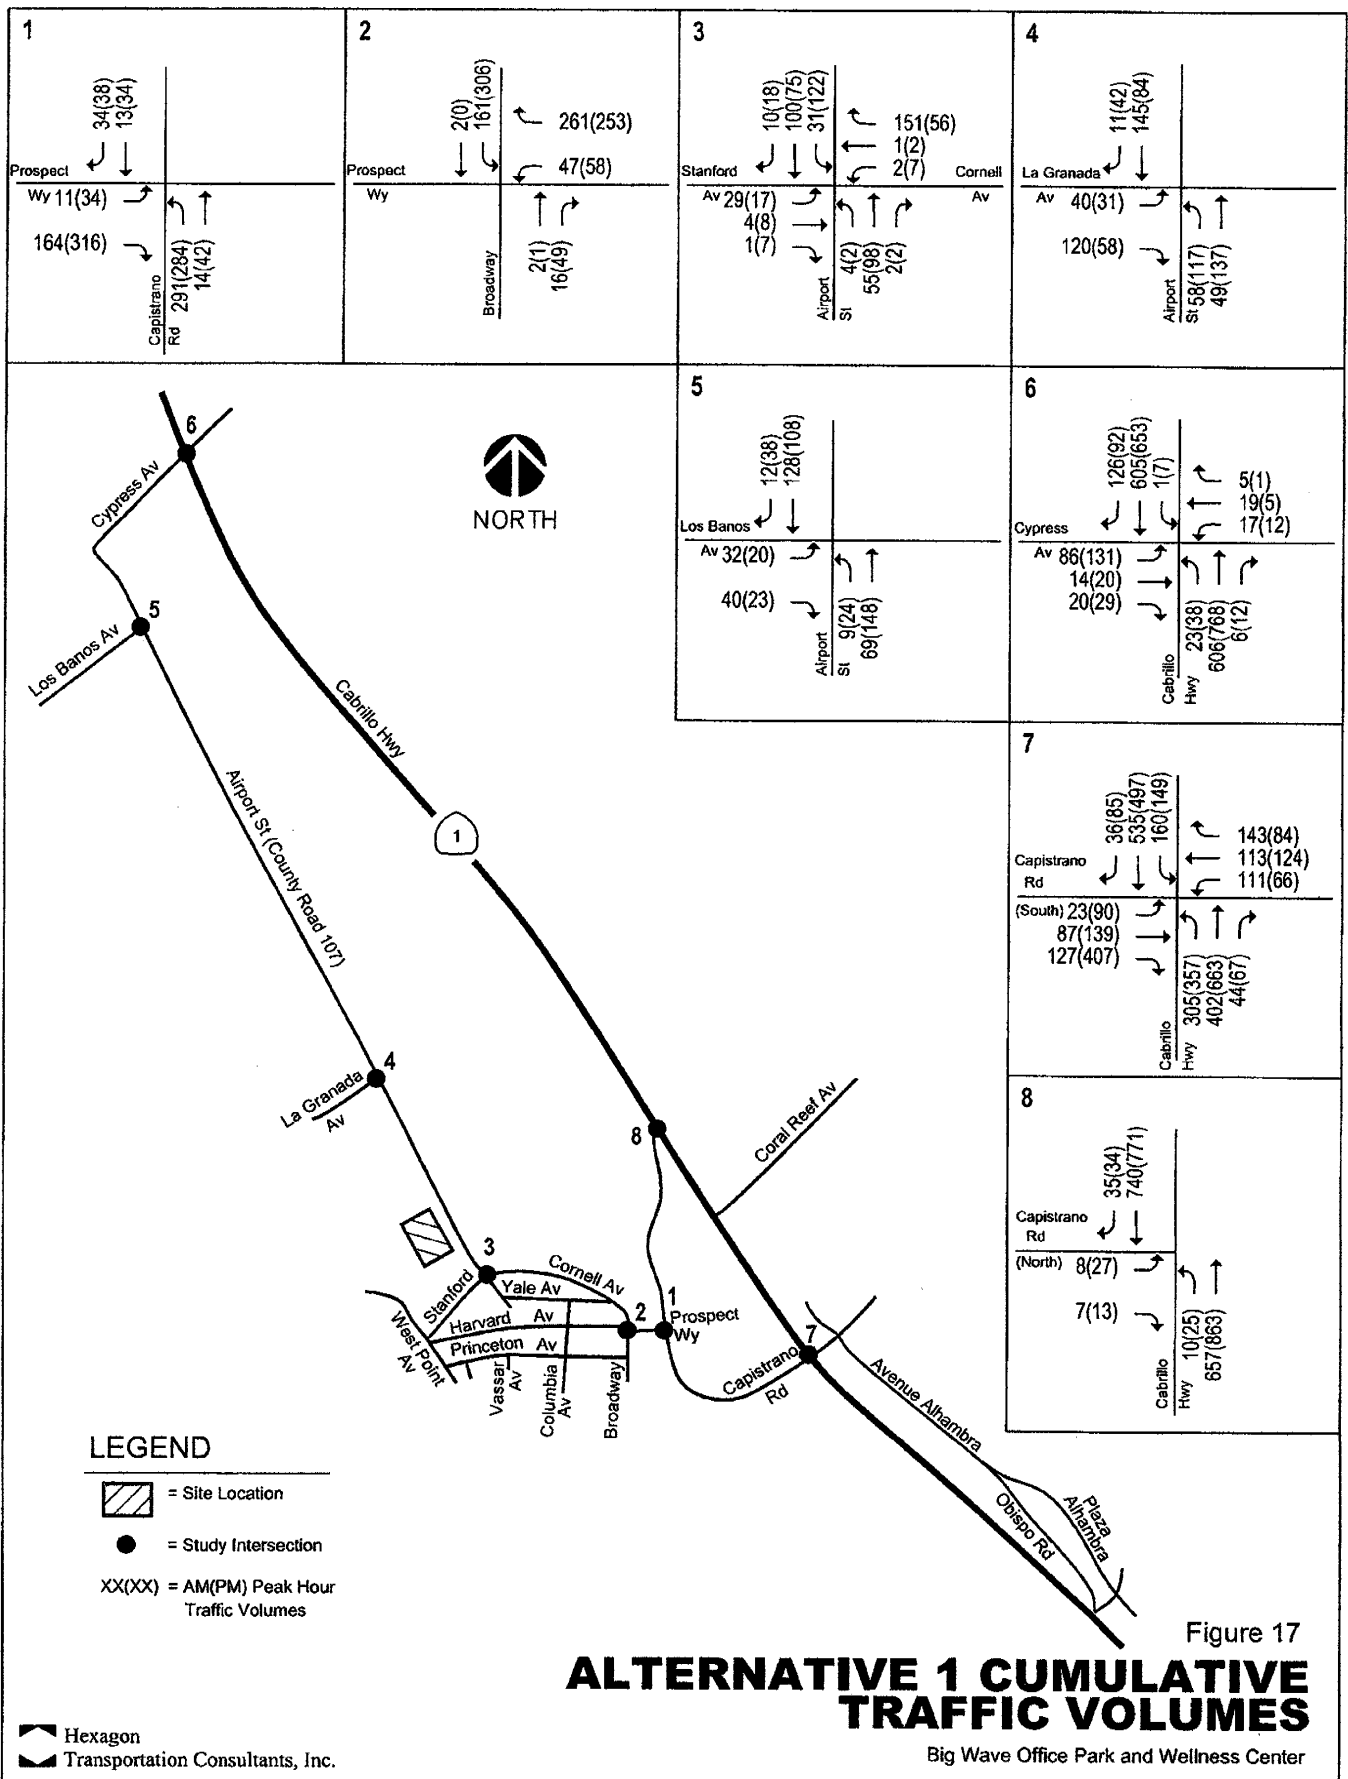 1
34(38)
13(34)
Prospect
Wy 11(34)
164(316)
Capistrano
Rd
291(284)
14(42)
2
2(0)
161(306)
261(253)
47(58)
Prospect
Wy
Broadway
2(1)
16(49)
3
10(18)
100(75)
31(122)
151(56)
1(2)
2(7)
Stanford
Cornell
Av
Av 29(17)
4(8)
1(7)
Airport
St
4(2)
55(98)
2(2)
4
11(42)
145(84)
La Granada
Av 40(31)
120(58)
Airport
St
58(117)
49(137)
5
12(38)
128(108)
Los Banos
Av 32(20)
40(23)
Airport
St
9(24)
69(148)
6
126(92)
605(653)
1(7)
5(1)
19(5)
17(12)
Cypress
Av 86(131)
14(20)
20(29)
Cabrillo
Hwy
23(38)
606(768)
6(12)
7
36(85)
535(497)
160(149)
143(84)
113(124)
111(66)
Capistrano
Rd
(South) 23(90)
87(139)
127(407)
Cabrillo
Hwy
305(357)
402(663)
44(67)
8
35(34)
740(771)
Capistrano
Rd
(North) 8(27)
7(13)
Cabrillo
Hwy
10(25)
657(863)
6
Cypress Av
NORTH
5
Los Banos Av
Cabrillo Hwy
1
Airport St (County Road 107)
4
La Granada
Av
8
Coral Reef Av
3
Stanford
Cornell Av
Yale Av
Harvard Av
Princeton Av
West Point
Av
Vassar
Av
Columbia
Av
Broadway
2
1
Prospect
Wy
7
Capistrano
Rd
Avenue Alhambra
Obispo Rd
Plaza
Alhambra
LEGEND
= Site Location
= Study Intersection
XX(XX) = AM(PM) Peak Hour
Traffic Volumes
Figure 17
ALTERNATIVE 1 CUMULATIVE
TRAFFIC VOLUMES
Big Wave Office Park and Wellness Center
Hexagon
Transportation Consultants, Inc.